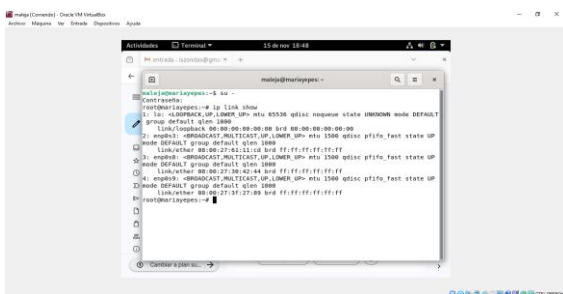 maleja [Corriendo] - Oracle VM VirtualBox
Archivo Máquina Ver Entrada Dispositivos Ayuda
Actividades Terminal 15 de nov 18:48
entrada -
maleja@mariayepes: ~
maleja@mariayepes:~$ su -
Contraseña:
root@mariayepes:~# ip link show
1: lo: <LOOPBACK,UP,LOWER_UP> mtu 65536 qdisc noqueue state UNKNOWN mode DEFAULT
group default qlen 1000
link/loopback 00:00:00:00:00:00 brd 00:00:00:00:00:00
2: enp0s3: <BROADCAST,MULTICAST,UP,LOWER_UP> mtu 1500 qdisc pfifo_fast state UP
mode DEFAULT group default qlen 1000
link/ether 08:00:27:61:11:cd brd ff:ff:ff:ff:ff:ff
3: enp0s8: <BROADCAST,MULTICAST,UP,LOWER_UP> mtu 1500 qdisc pfifo_fast state UP
mode DEFAULT group default qlen 1000
link/ether 08:00:27:30:42:44 brd ff:ff:ff:ff:ff:ff
4: enp0s9: <BROADCAST,MULTICAST,UP,LOWER_UP> mtu 1500 qdisc pfifo_fast state UP
mode DEFAULT group default qlen 1000
link/ether 08:00:27:3f:27:09 brd ff:ff:ff:ff:ff:ff
root@mariayepes:~#
Cambiar a plan su...